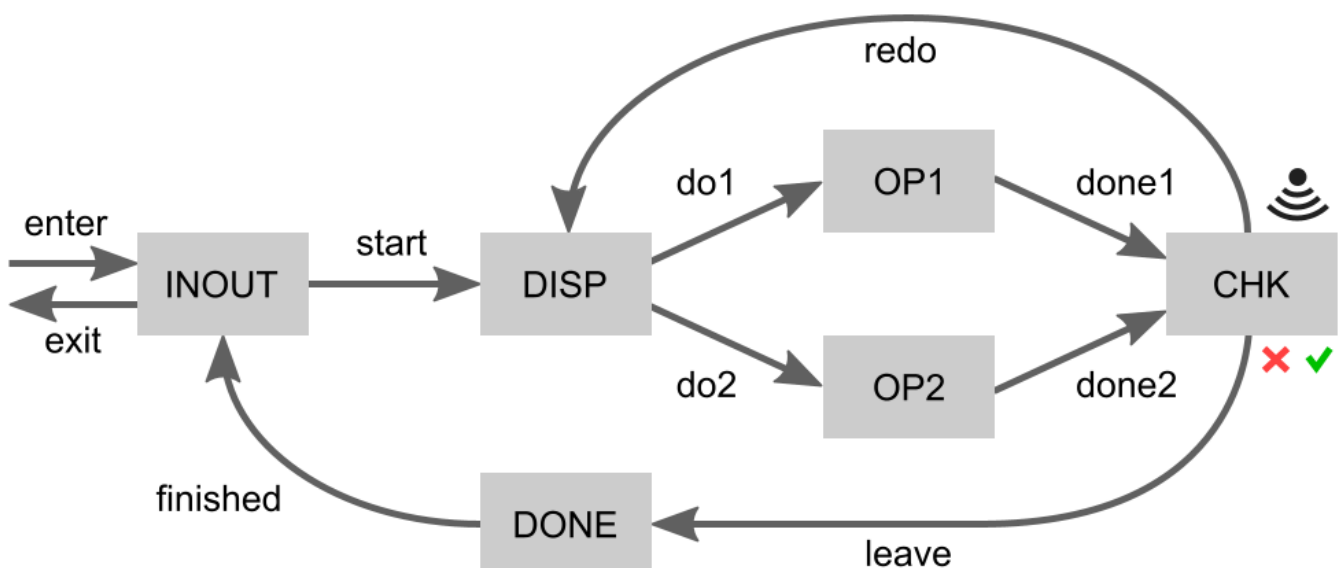 redo
do1
OP1
done1
enter
start
INOUT
DISP
CHK
exit
do2
OP2
done2
finished
DONE
leave